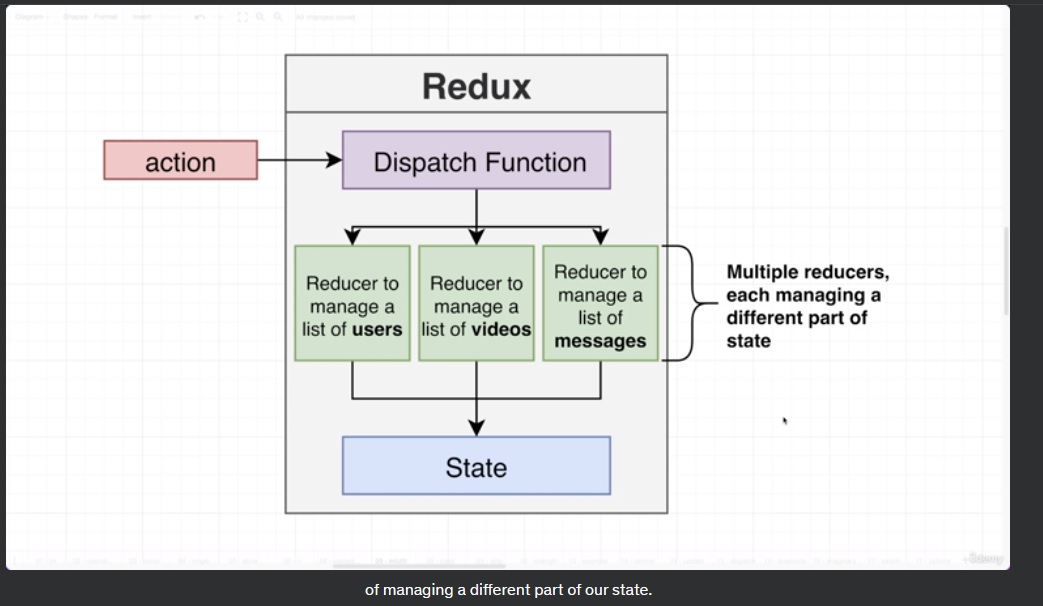 Redux
action
Dispatch Function
Reducer to
manage a
list of users
Reducer to
manage a
list of videos
Reducer to
manage a
list of
messages
Multiple reducers,
each managing a
different part of
state
State
of managing a different part of our state.